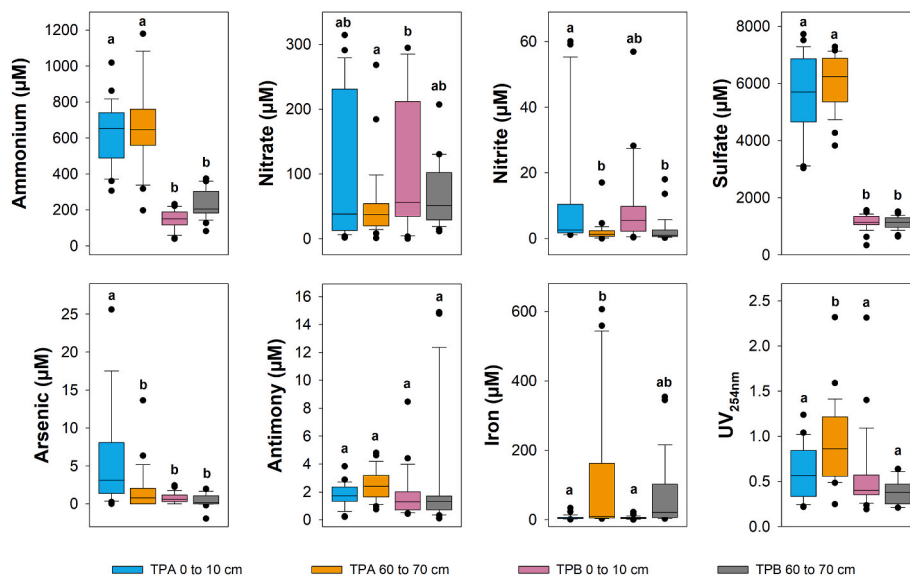 Ammonium (µM)
1200
1000
800
600
400
200
0
a
a
b
b
Nitrate (µM)
300
200
100
0
ab
a
b
ab
Nitrite (µM)
60
40
20
0
a
b
ab
b
Sulfate (µM)
8000
6000
4000
2000
0
a
a
b
b
Arsenic (µM)
25
20
15
10
5
0
a
b
b
b
Antimony (µM)
16
14
12
10
8
6
4
2
0
a
a
a
a
Iron (µM)
600
400
200
0
a
b
a
ab
UV254nm
2.5
2.0
1.5
1.0
0.5
0.0
a
b
a
a
TPA 0 to 10 cm TPA 60 to 70 cm TPB 0 to 10 cm TPB 60 to 70 cm